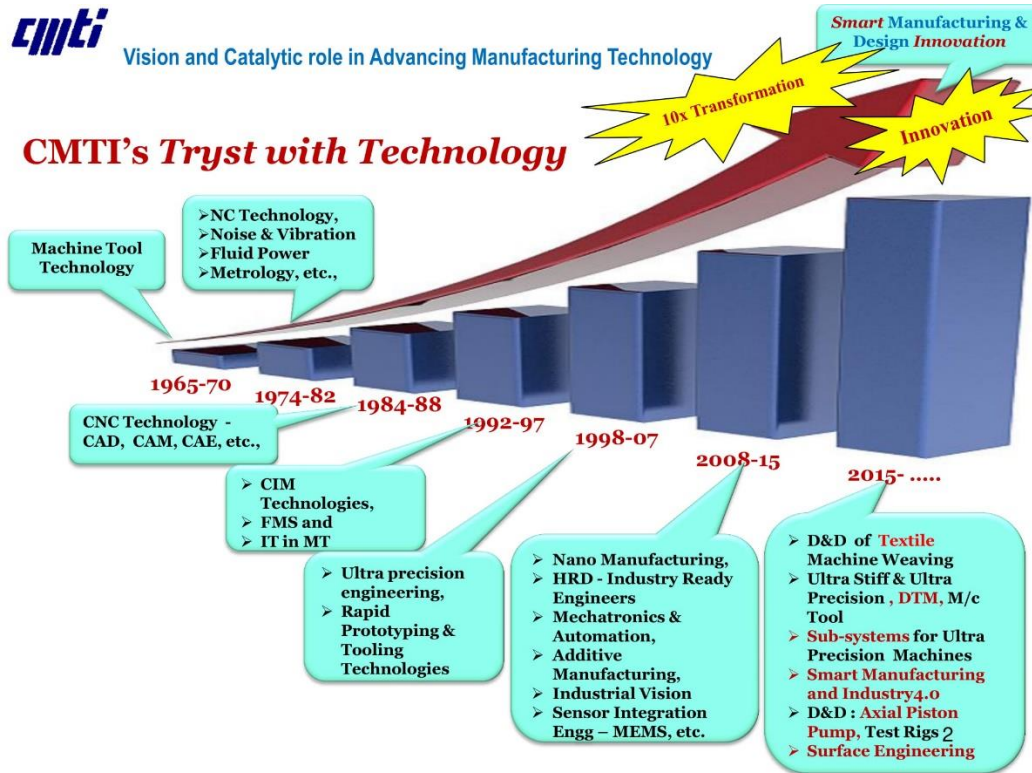 cmti
Vision and Catalytic role in Advancing Manufacturing Technology
Smart Manufacturing &
Design Innovation
10x Transformation
Innovation
CMTI's Tryst with Technology
Machine Tool
Technology
➢NC Technology,
➢Noise & Vibration
➢Fluid Power
➢Metrology, etc.,
1965-70
1974-82
1984-88
1992-97
1998-07
2008-15
2015- .....
CNC Technology -
CAD, CAM, CAE, etc.,
➢ CIM
Technologies,
➢ FMS and
➢ IT in MT
➢ Ultra precision
engineering,
➢ Rapid
Prototyping &
Tooling
Technologies
➢ Nano Manufacturing,
➢ HRD - Industry Ready
Engineers
➢ Mechatronics &
Automation,
➢ Additive
Manufacturing,
➢ Industrial Vision
➢ Sensor Integration
Engg – MEMS, etc.
➢ D&D of Textile
Machine Weaving
➢ Ultra Stiff & Ultra
Precision , DTM, M/c
Tool
➢ Sub-systems for Ultra
Precision Machines
➢ Smart Manufacturing
and Industry4.0
➢ D&D : Axial Piston
Pump, Test Rigs
➢ Surface Engineering
2